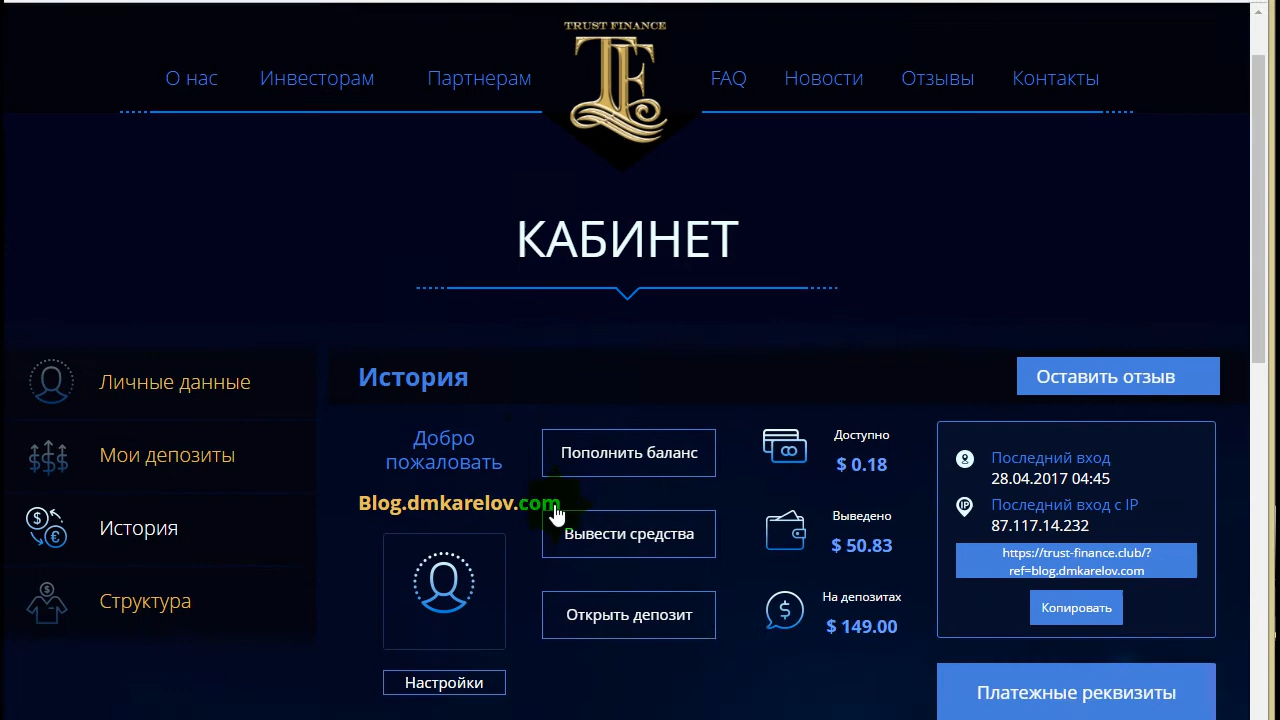 TRUST FINANCE
TF
О нас Инвесторам Партнерам FAQ Новости Отзывы Контакты
КАБИНЕТ
Личные данные
Мои депозиты
История
Структура
История
Оставить отзыв
Добро
пожаловать
Blog.dmkarelov.com
Настройки
Пополнить баланс
Вывести средства
Открыть депозит
Доступно
$ 0.18
Выведено
$ 50.83
На депозитах
$ 149.00
Последний вход
28.04.2017 04:45
Последний вход с IP
IP
87.117.14.232
https://trust-finance.club/?
ref=blog.dmkarelov.com
Копировать
Платежные реквизиты